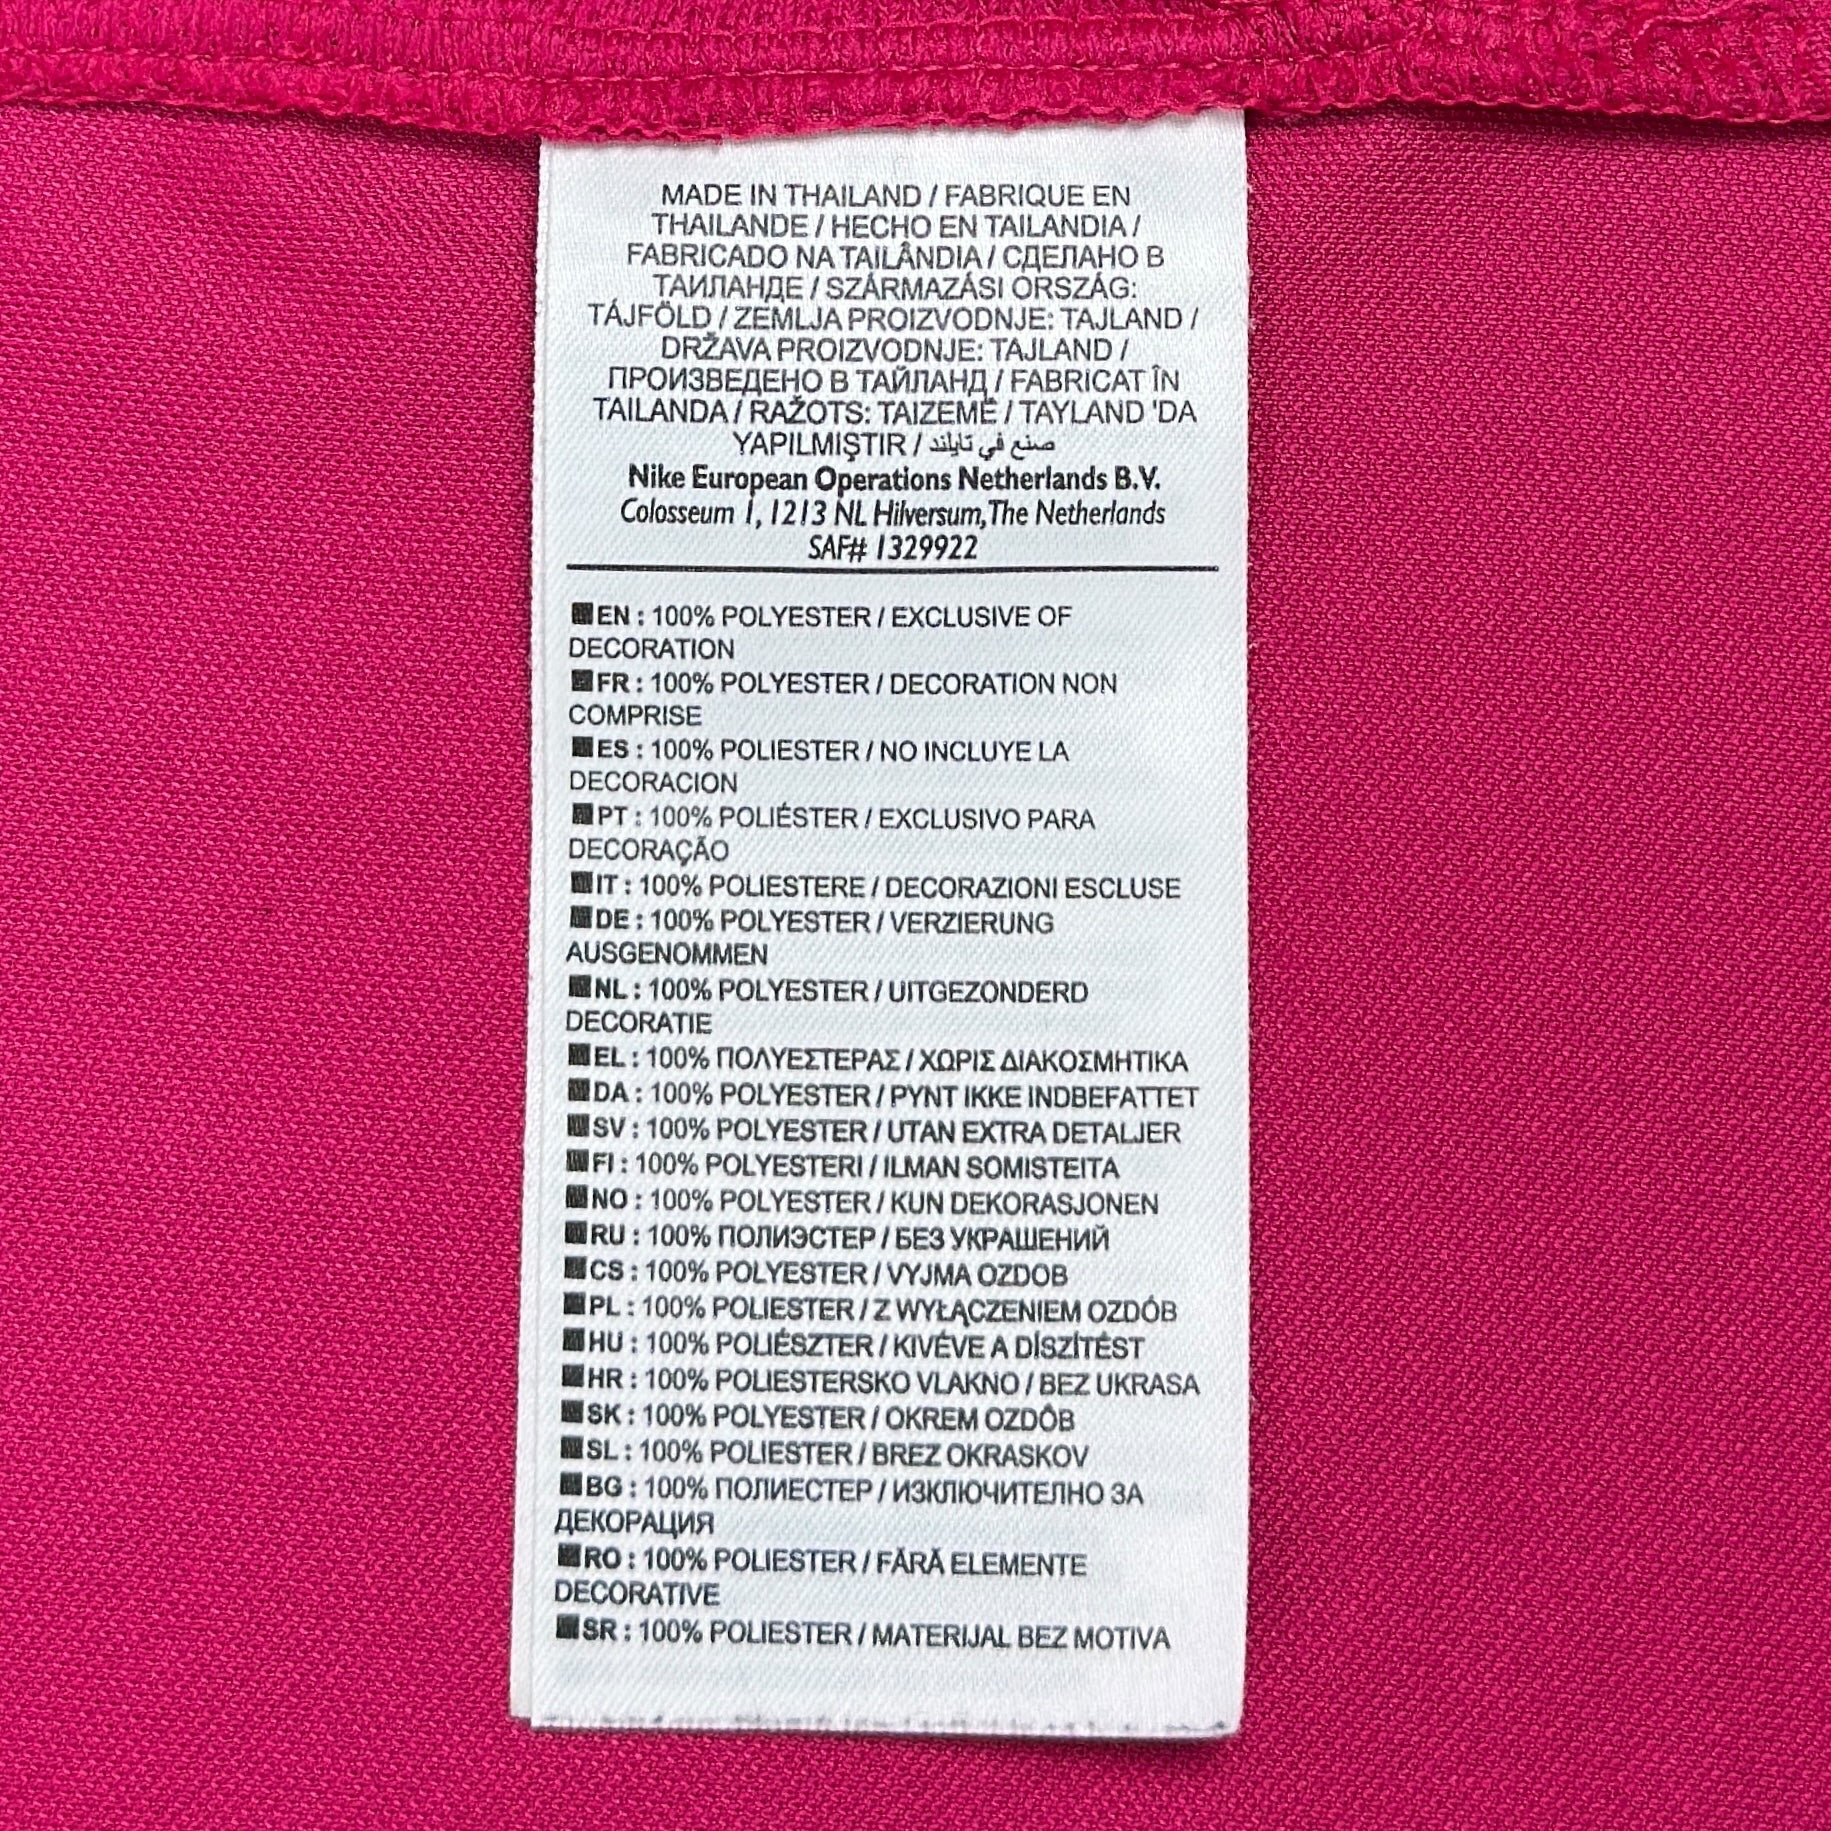 MADE IN THAILAND / FABRIQUE EN
THAILANDE / HECHO EN TAILANDIA /
FABRICADO NA TAILÂNDIA / СДЕЛАНО В
ТАИЛАНДЕ / SZÁRMAZÁSI ORSZÁG:
TÁJFÖLD / ZEMLJA PROIZVODNJE: TAJLAND /
DRŽAVA PROIZVODNJE: TAJLAND /
ПРОИЗВЕДЕНО В ТАЙЛАНД / FABRICAT ÎN
TAILANDA / RAŽOTS: TAIZEMĒ / TAYLAND 'DA
YAPILMIŞTIR / صنع في تايلند
Nike European Operations Netherlands B.V.
Colosseum 1, 1213 NL Hilversum, The Netherlands
SAF# 1329922
EN : 100% POLYESTER / EXCLUSIVE OF
DECORATION
FR : 100% POLYESTER / DECORATION NON
COMPRISE
ES : 100% POLIESTER / NO INCLUYE LA
DECORACION
PT : 100% POLIÉSTER / EXCLUSIVO PARA
DECORAÇÃO
IT : 100% POLIESTERE / DECORAZIONI ESCLUSE
DE : 100% POLYESTER / VERZIERUNG
AUSGENOMMEN
NL : 100% POLYESTER / UITGEZONDERD
DECORATIE
EL : 100% ΠΟΛΥΕΣΤΕΡΑΣ / ΧΩΡΙΣ ΔΙΑΚΟΣΜΗΤΙΚΑ
DA : 100% POLYESTER / PYNT IKKE INDBEFATTET
SV : 100% POLYESTER / UTAN EXTRA DETALJER
FI : 100% POLYESTERI / ILMAN SOMISTEITA
NO : 100% POLYESTER / KUN DEKORASJONEN
RU : 100% ПОЛИЭСТЕР / БЕЗ УКРАШЕНИЙ
CS : 100% POLYESTER / VYJMA OZDOB
PL : 100% POLIESTER / Z WYŁĄCZENIEM OZDÓB
HU : 100% POLIÉSZTER / KIVÉVE A DÍSZÍTÉST
HR : 100% POLIESTERSKO VLAKNO / BEZ UKRASA
SK : 100% POLYESTER / OKREM OZDÔB
SL : 100% POLIESTER / BREZ OKRASKOV
BG : 100% ПОЛИЕСТЕР / ИЗКЛЮЧИТЕЛНО ЗА
ДЕКОРАЦИЯ
RO : 100% POLIESTER / FĂRĂ ELEMENTE
DECORATIVE
SR : 100% POLIESTER / MATERIJAL BEZ MOTIVA